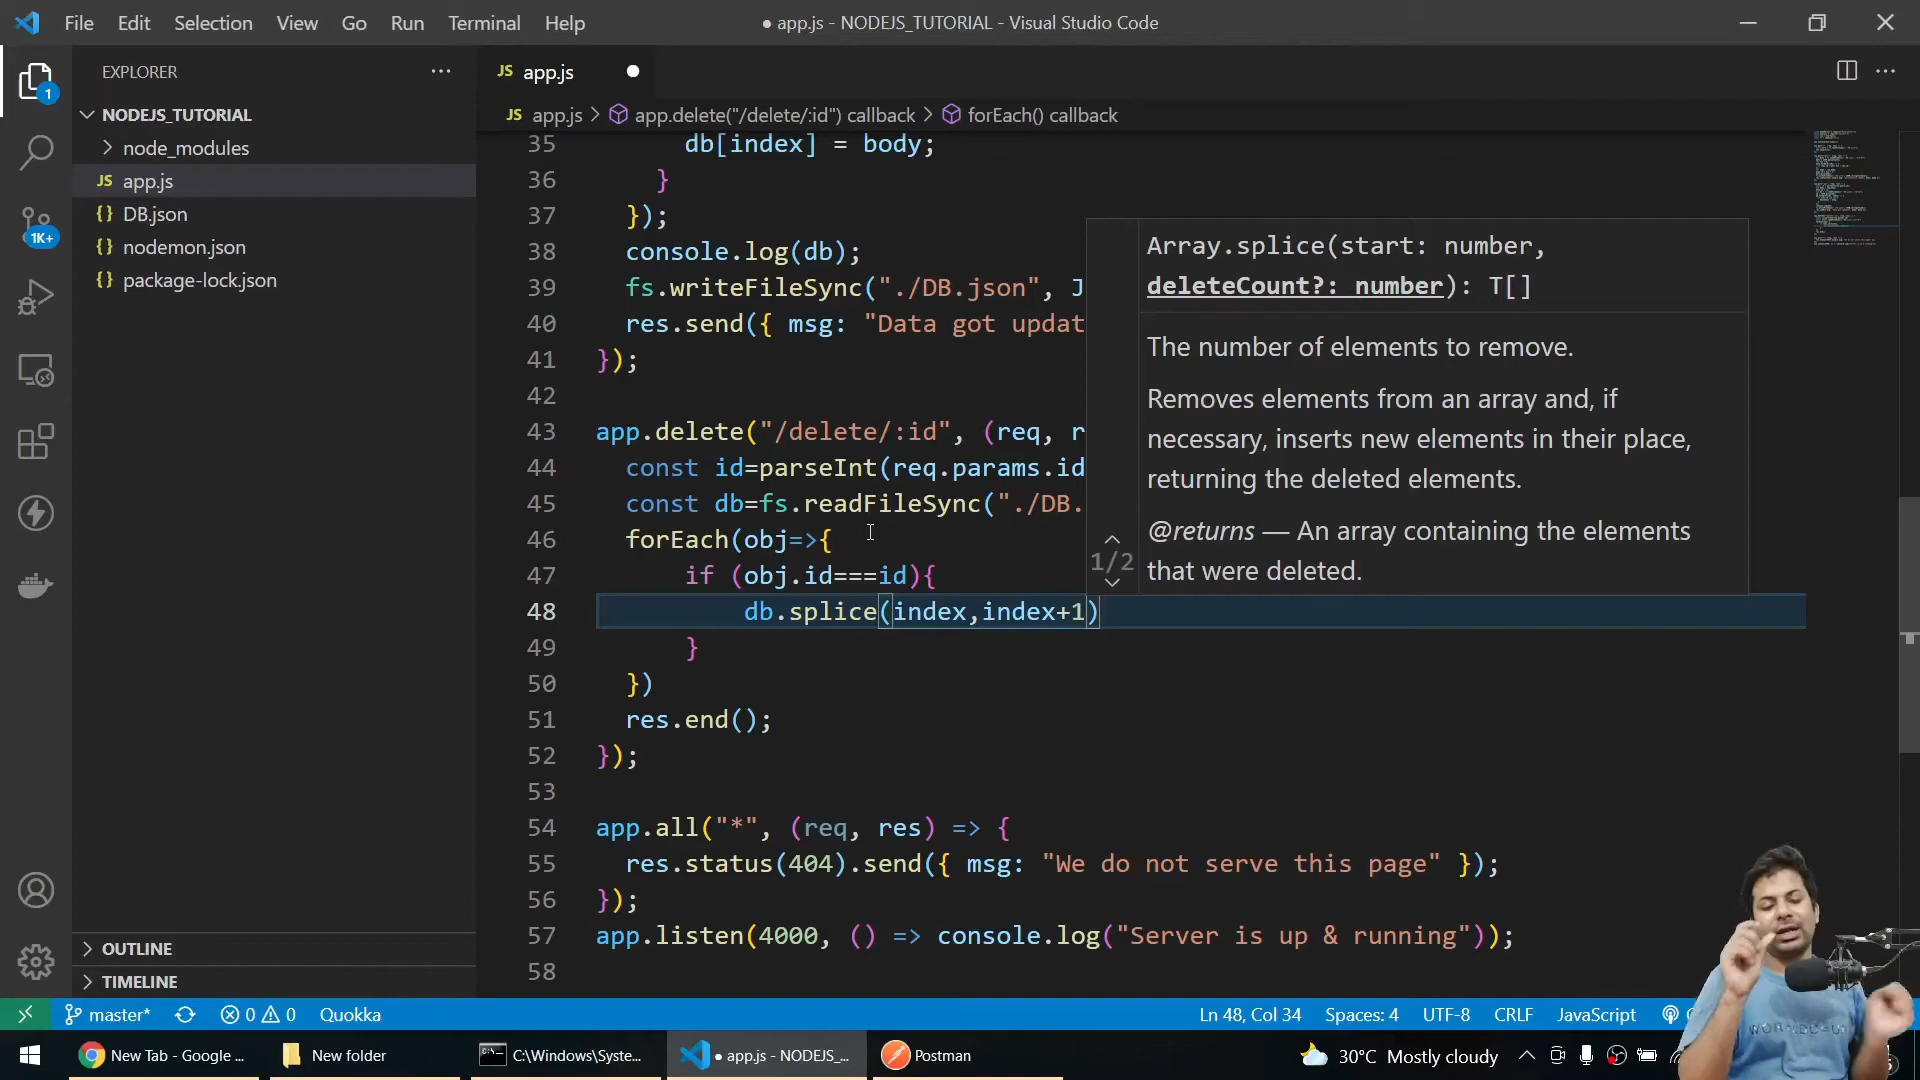 File Edit Selection View Go Run Terminal Help
● app.js - NODEJS_TUTORIAL - Visual Studio Code
EXPLORER
1
NODEJS_TUTORIAL
node_modules
JS app.js
{} DB.json
{} nodemon.json
{} package-lock.json
1K+
OUTLINE
TIMELINE
JS app.js ●
JS app.js > app.delete("/delete/:id") callback > forEach() callback
35 db[index] = body;
36 }
37 });
38 console.log(db);
39 fs.writeFileSync("./DB.json", J
40 res.send({ msg: "Data got updat
41 });
42
43 app.delete("/delete/:id", (req, r
44 const id=parseInt(req.params.id
45 const db=fs.readFileSync("./DB.
46 forEach(obj=>{
47 if (obj.id===id){
48 db.splice(index,index+1)
49 }
50 })
51 res.end();
52 });
53
54 app.all("*", (req, res) => {
55 res.status(404).send({ msg: "We do not serve this page" });
56 });
57 app.listen(4000, () => console.log("Server is up & running"));
58
Array.splice(start: number,
deleteCount?: number): T[]
The number of elements to remove.
Removes elements from an array and, if
necessary, inserts new elements in their place,
returning the deleted elements.
@returns — An array containing the elements
that were deleted.
1/2
master* 0 0 Quokka
Ln 48, Col 34 Spaces: 4 UTF-8 CRLF JavaScript
New Tab - Google ... New folder C:\Windows\Syste... ● app.js - NODEJS_... Postman
30°C Mostly cloudy